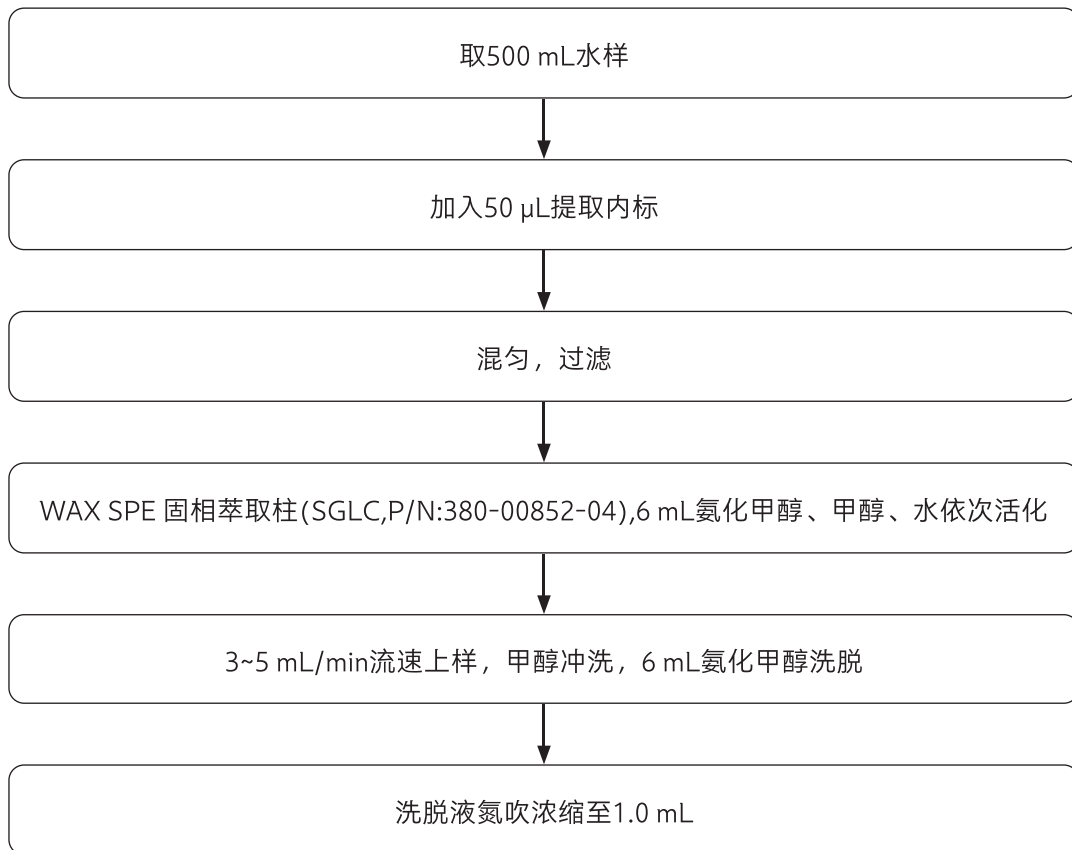 取500 mL水样
加入50 μL提取内标
混匀，过滤
WAX SPE 固相萃取柱(SGLC,P/N:380-00852-04),6 mL氨化甲醇、甲醇、水依次活化
3~5 mL/min流速上样，甲醇冲洗，6 mL氨化甲醇洗脱
洗脱液氮吹浓缩至1.0 mL